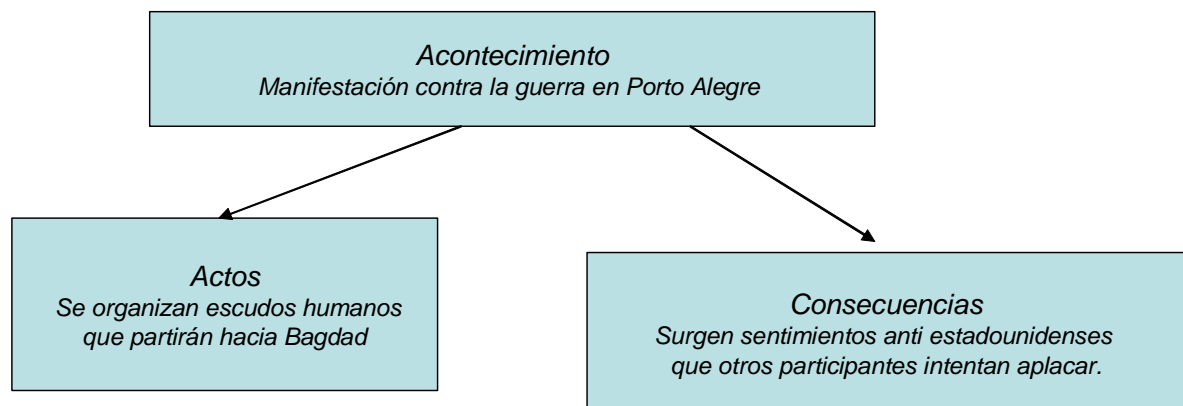 Acontecimiento
Manifestación contra la guerra en Porto Alegre
Actos
Se organizan escudos humanos
que partirán hacia Bagdad
Consecuencias
Surgen sentimientos anti estadounidenses
que otros participantes intentan aplacar.